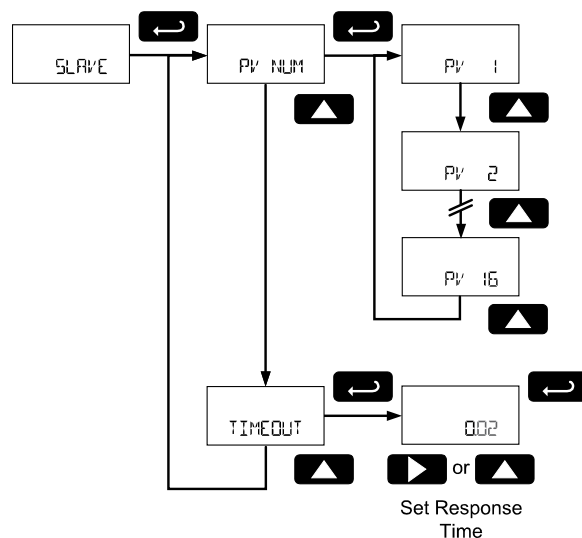 SLAVE
PV NUM
PV 1
PV 2
PV 16
TIMEOUT
0.02
or
Set Response
Time